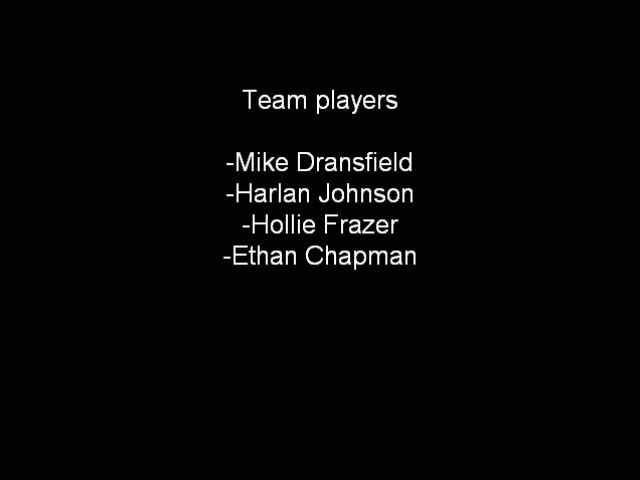 Team players
-Mike Dransfield
-Harlan Johnson
-Hollie Frazer
-Ethan Chapman